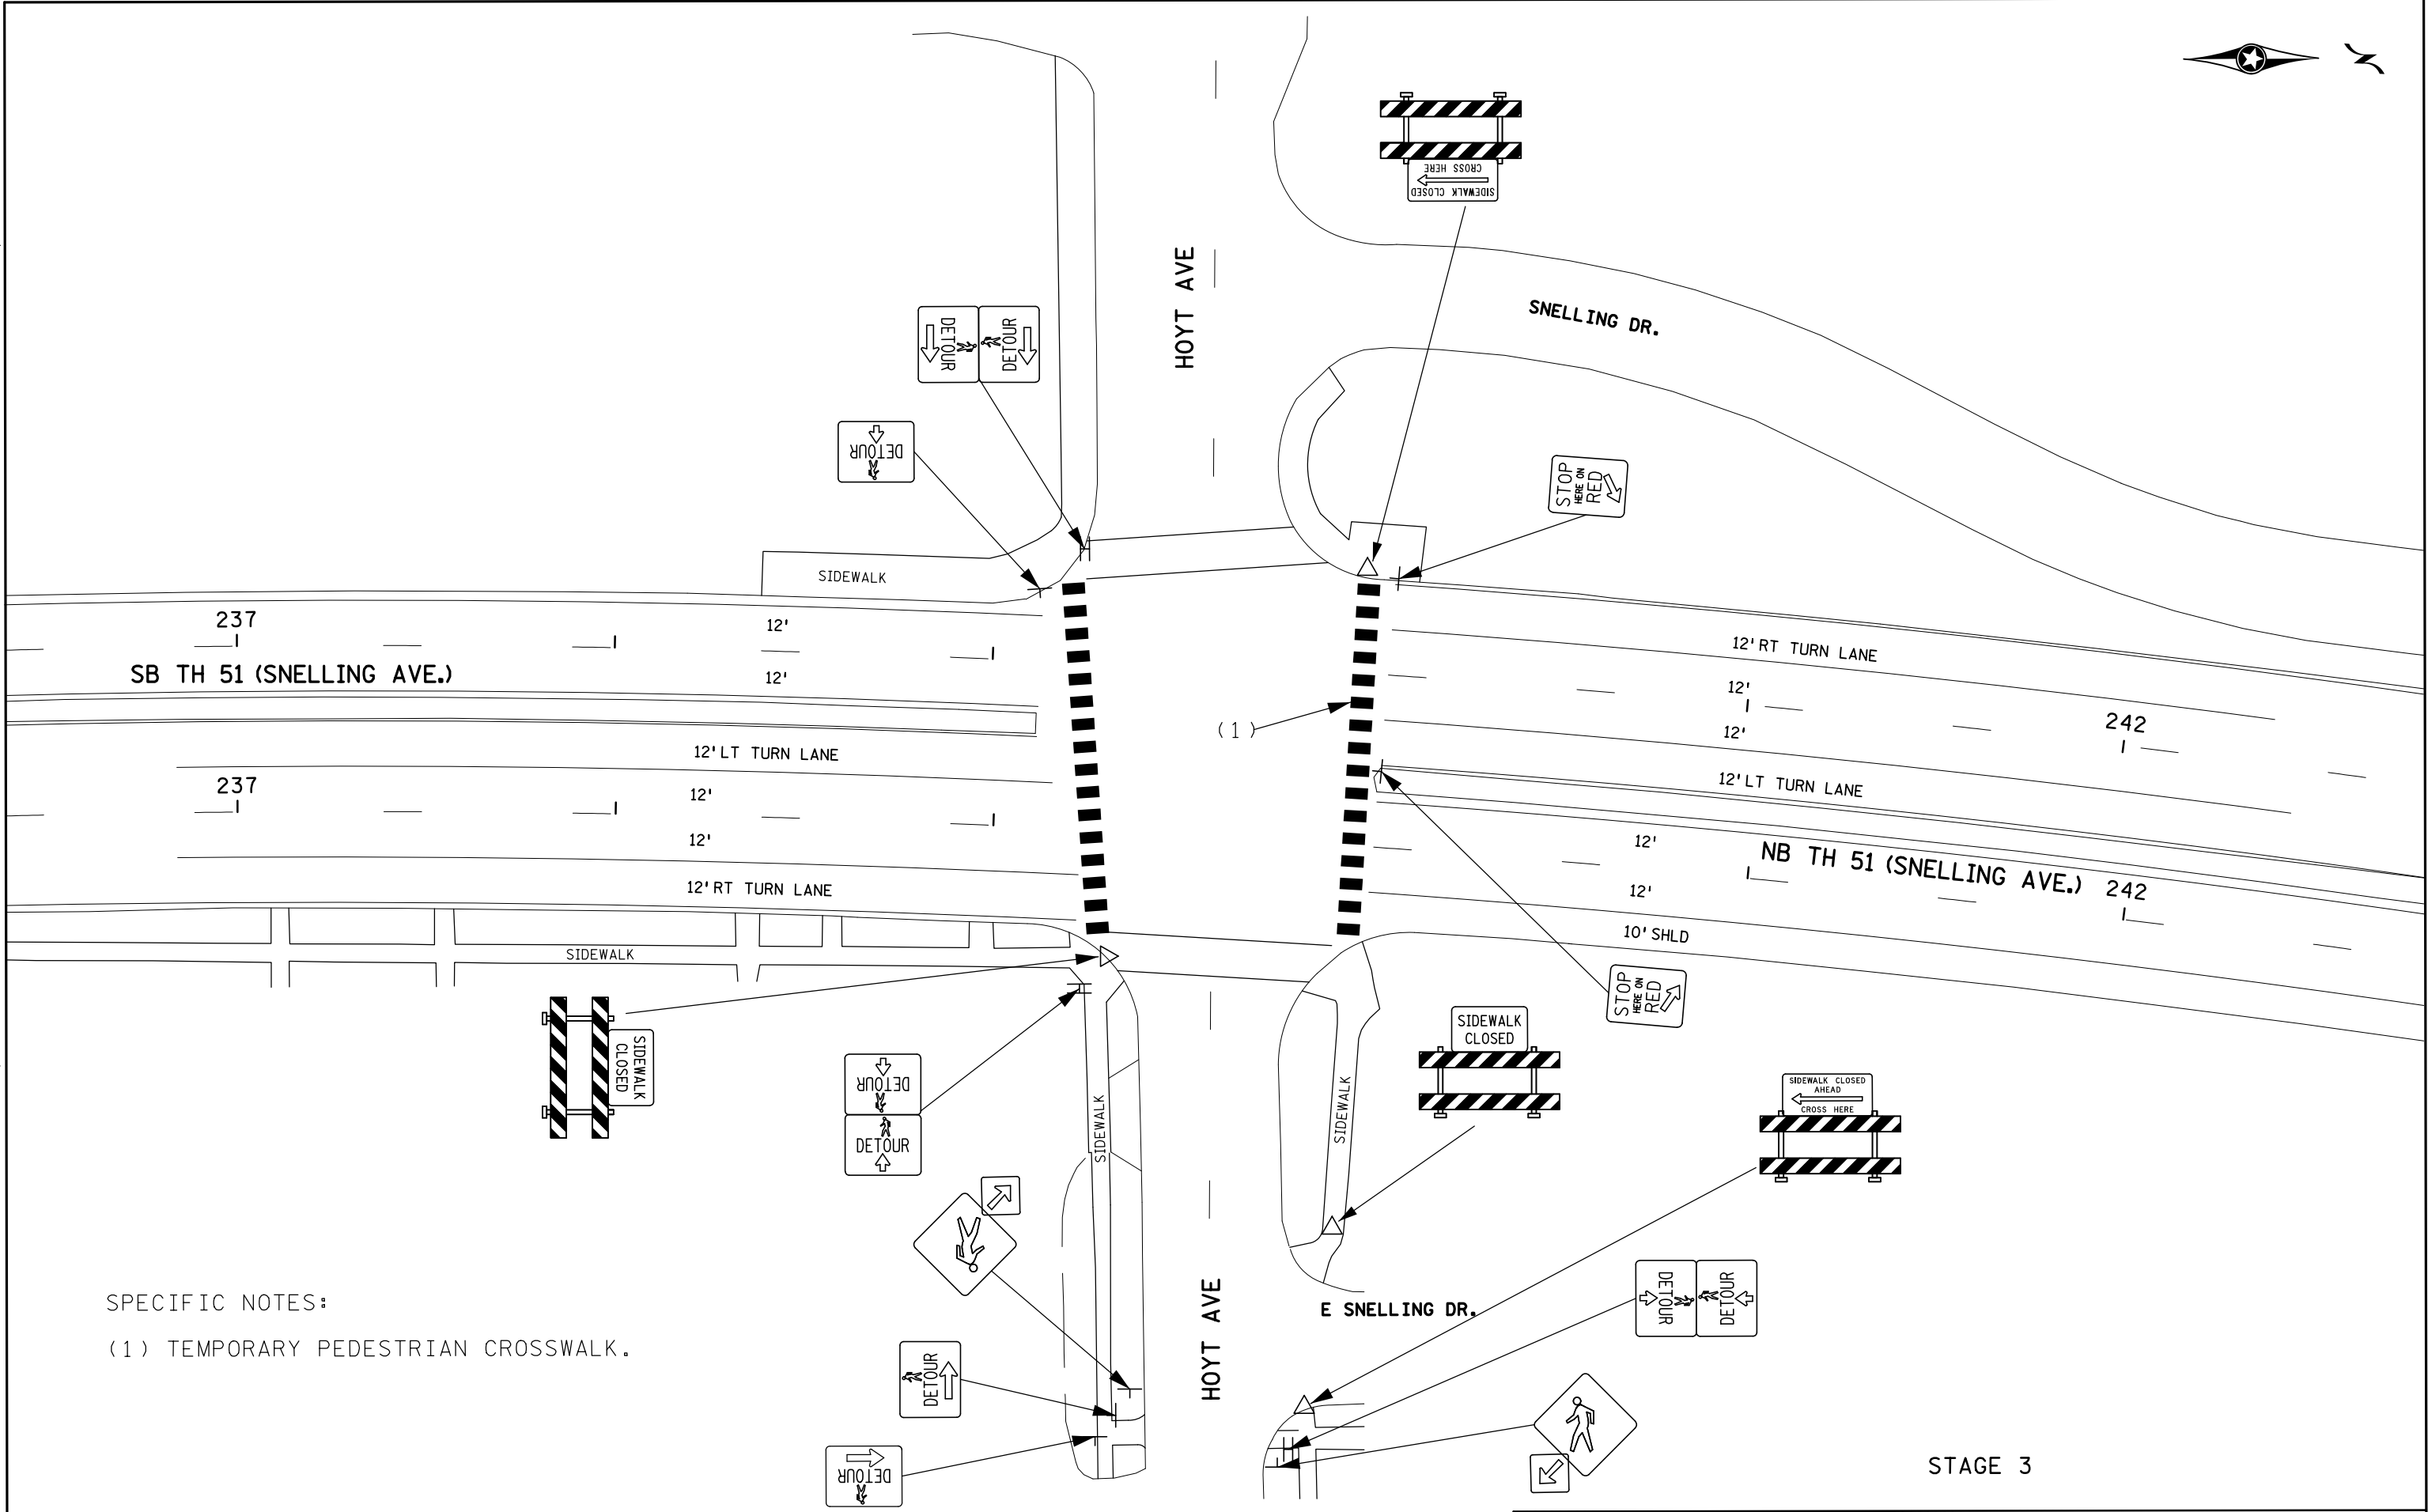 CROSS HERE
SIDEWALK CLOSED
HOYT AVE
SNELLING DR.
DETOUR
DETOUR
DETOUR
STOP
HERE ON
RED
SIDEWALK
237
12'
12' RT TURN LANE
SB TH 51 (SNELLING AVE.)
12'
12'
242
(1)
12'
12' LT TURN LANE
12' LT TURN LANE
237
12'
12'
12'
NB TH 51 (SNELLING AVE.)
242
12' RT TURN LANE
12'
10' SHLD
SIDEWALK
STOP
HERE ON
RED
SIDEWALK
CLOSED
SIDEWALK
CLOSED
DETOUR
DETOUR
SIDEWALK
SIDEWALK
SIDEWALK CLOSED
AHEAD
CROSS HERE
SPECIFIC NOTES:
(1) TEMPORARY PEDESTRIAN CROSSWALK.
HOYT AVE
E SNELLING DR.
DETOUR
DETOUR
DETOUR
DETOUR
STAGE 3